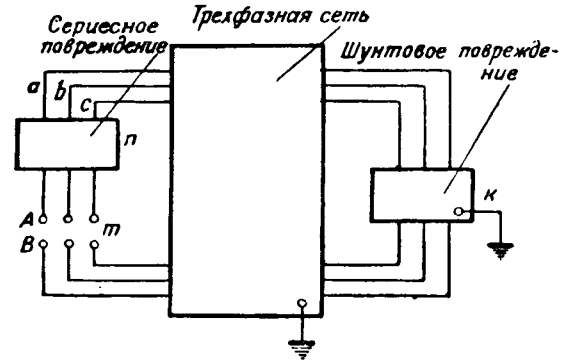 Сериесное
повреждение
Трехфазная сеть
Шунтовое поврежде-
ние
a
b
c
п
A
m
B
к